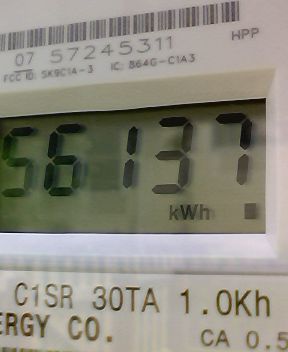 HPP
07 57245311
FCC ID: SK9C1A-3 IC: 864G-C1A3
56137
kWh
C1SR 30TA 1.0Kh
ERGY CO.
CA 0.5